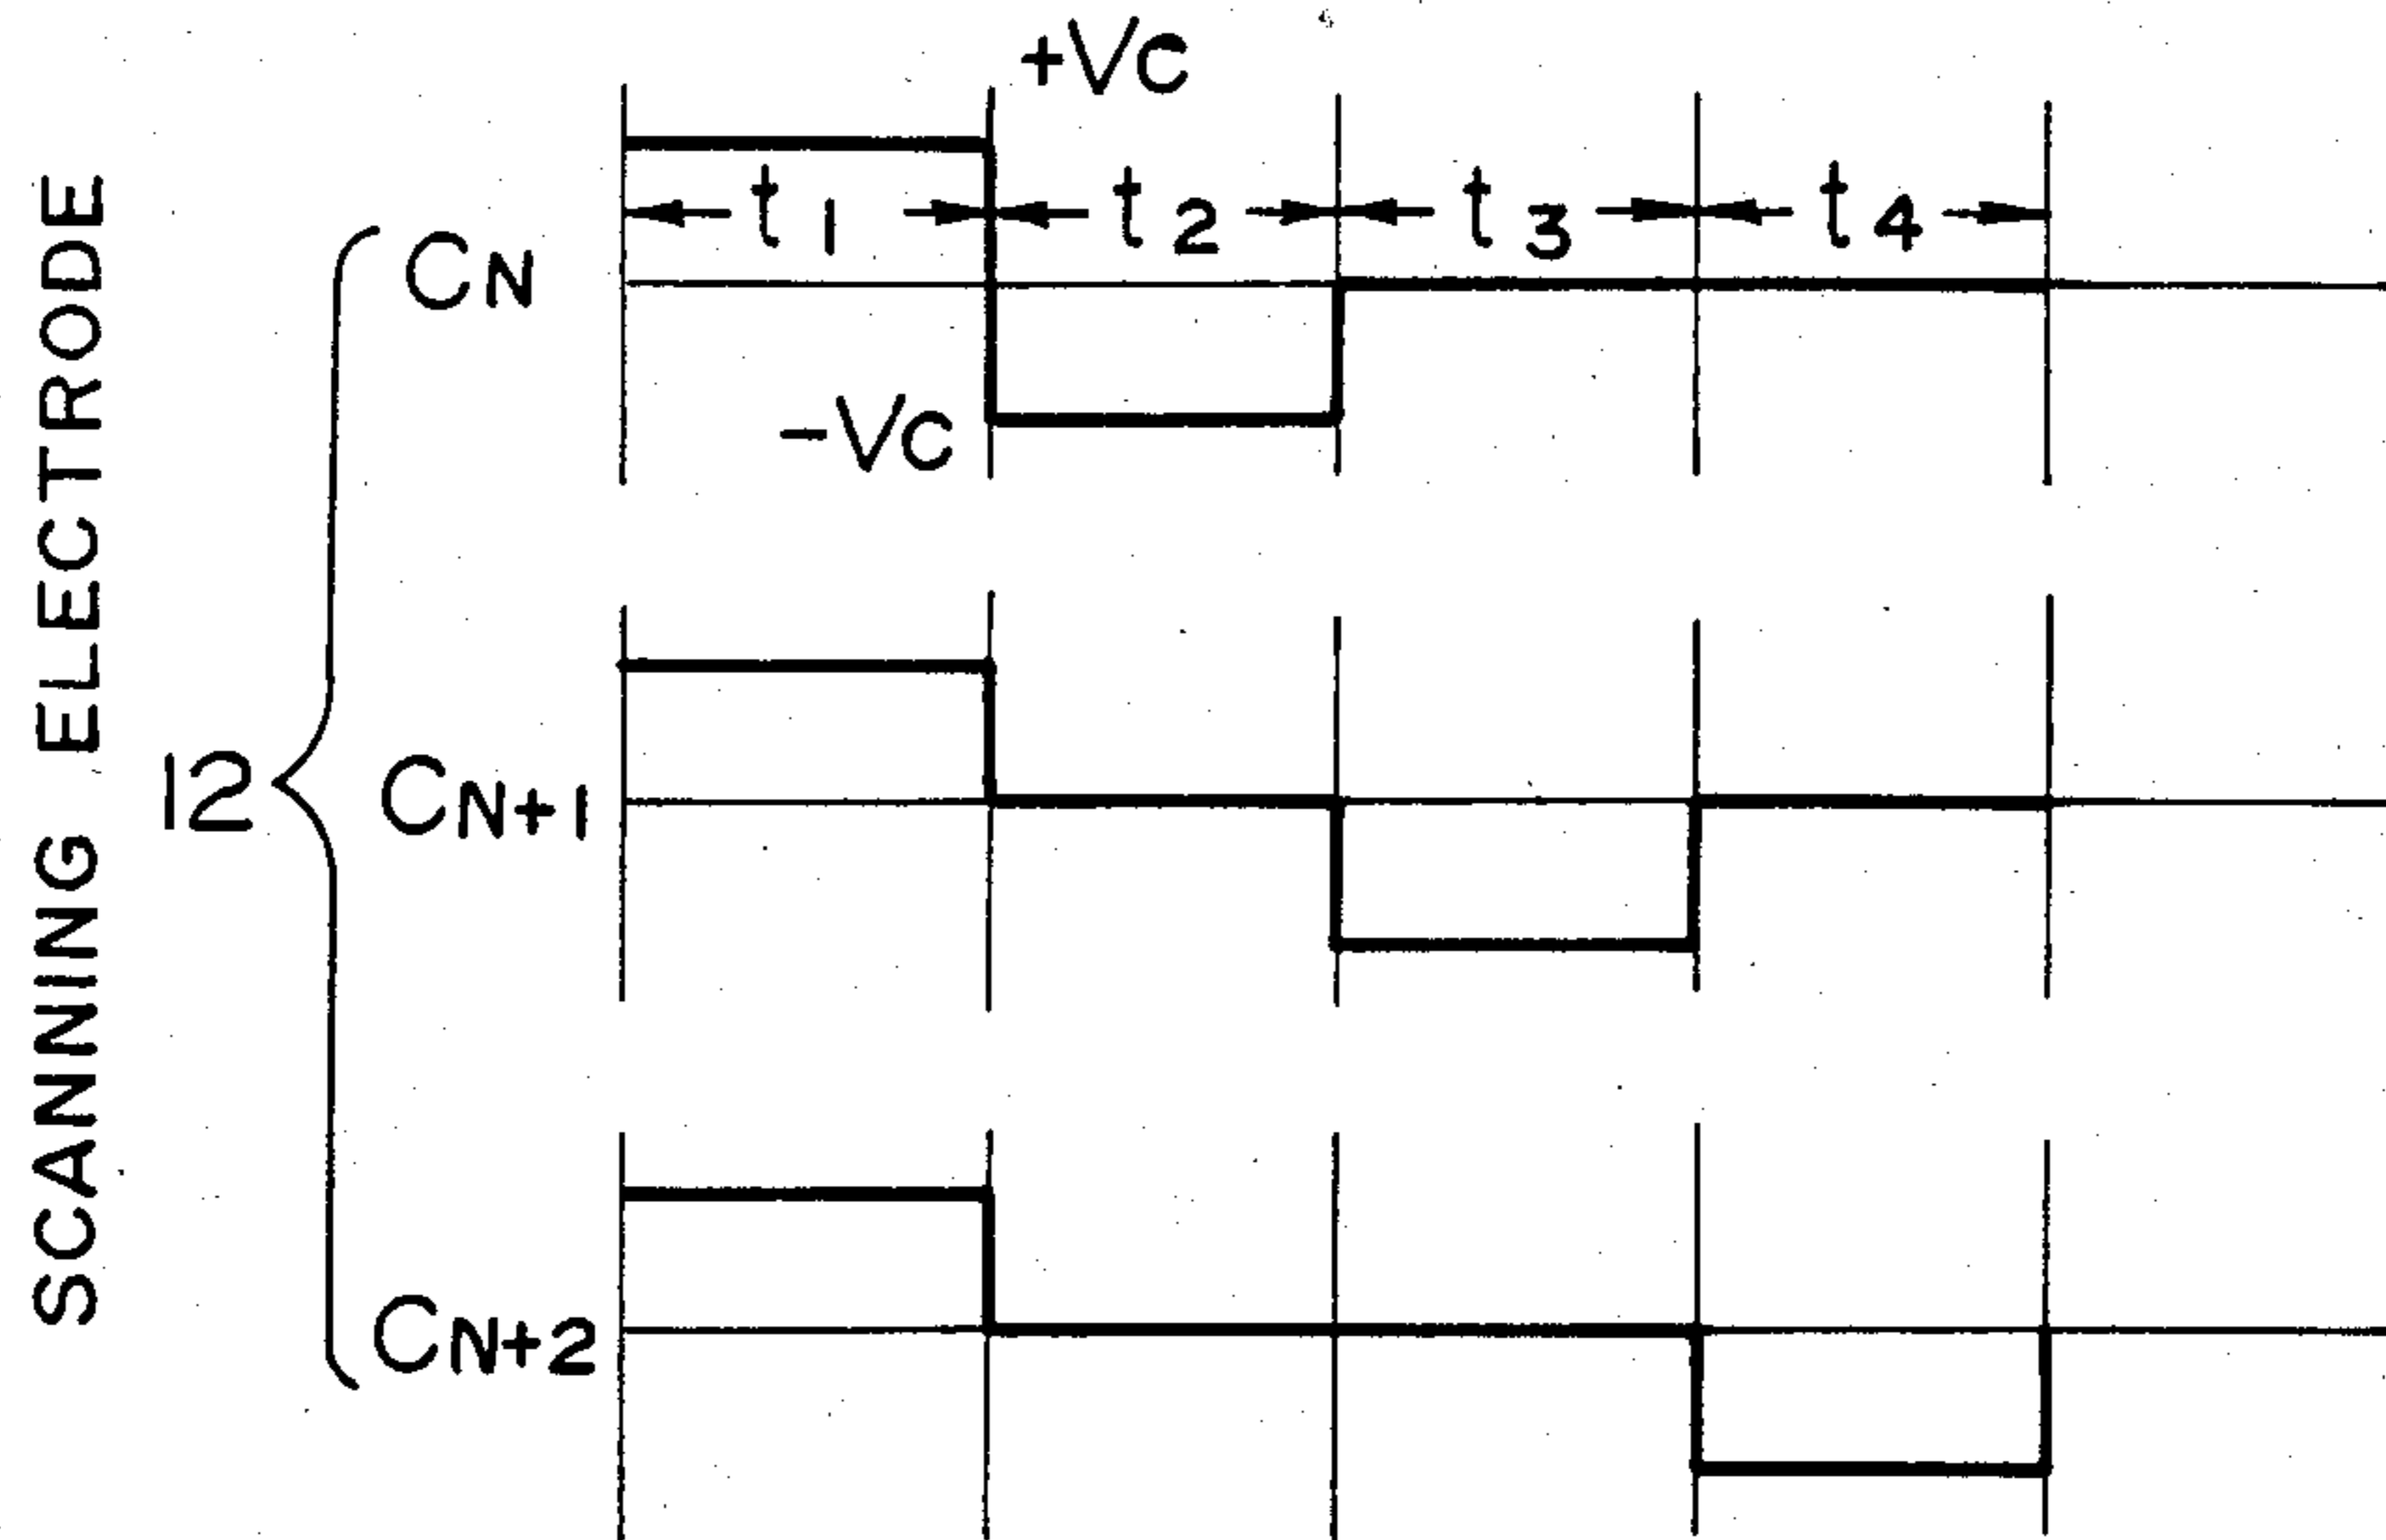 SCANNING ELECTRODE
12
+Vc
CN
t1
t2
t3
t4
-Vc
CN+1
CN+2